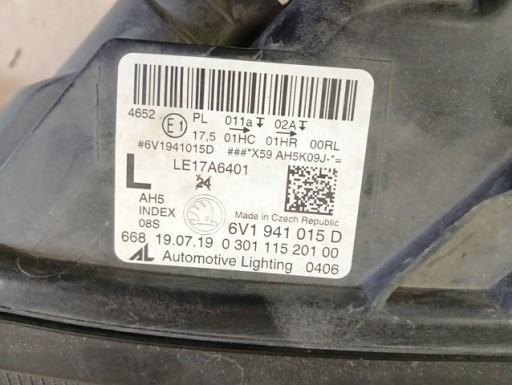 4652 E1 PL 011a 02A
17,5 01HC 01HR 00RL
#6V1941015D ###*X59 AH5K09J-*=
LE17A6401
L
24
AH5
INDEX
08S
Made in Czech Republic
6V1 941 015 D
668 19.07.19 0 301 115 201 00
AL Automotive Lighting 0406